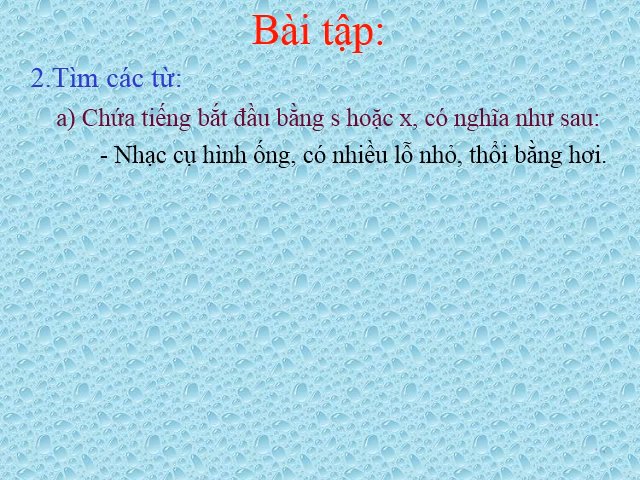 Bài tập:
2.Tìm các từ:
a) Chứa tiếng bắt đầu bằng s hoặc x, có nghĩa như sau:
- Nhạc cụ hình ống, có nhiều lỗ nhỏ, thổi bằng hơi.